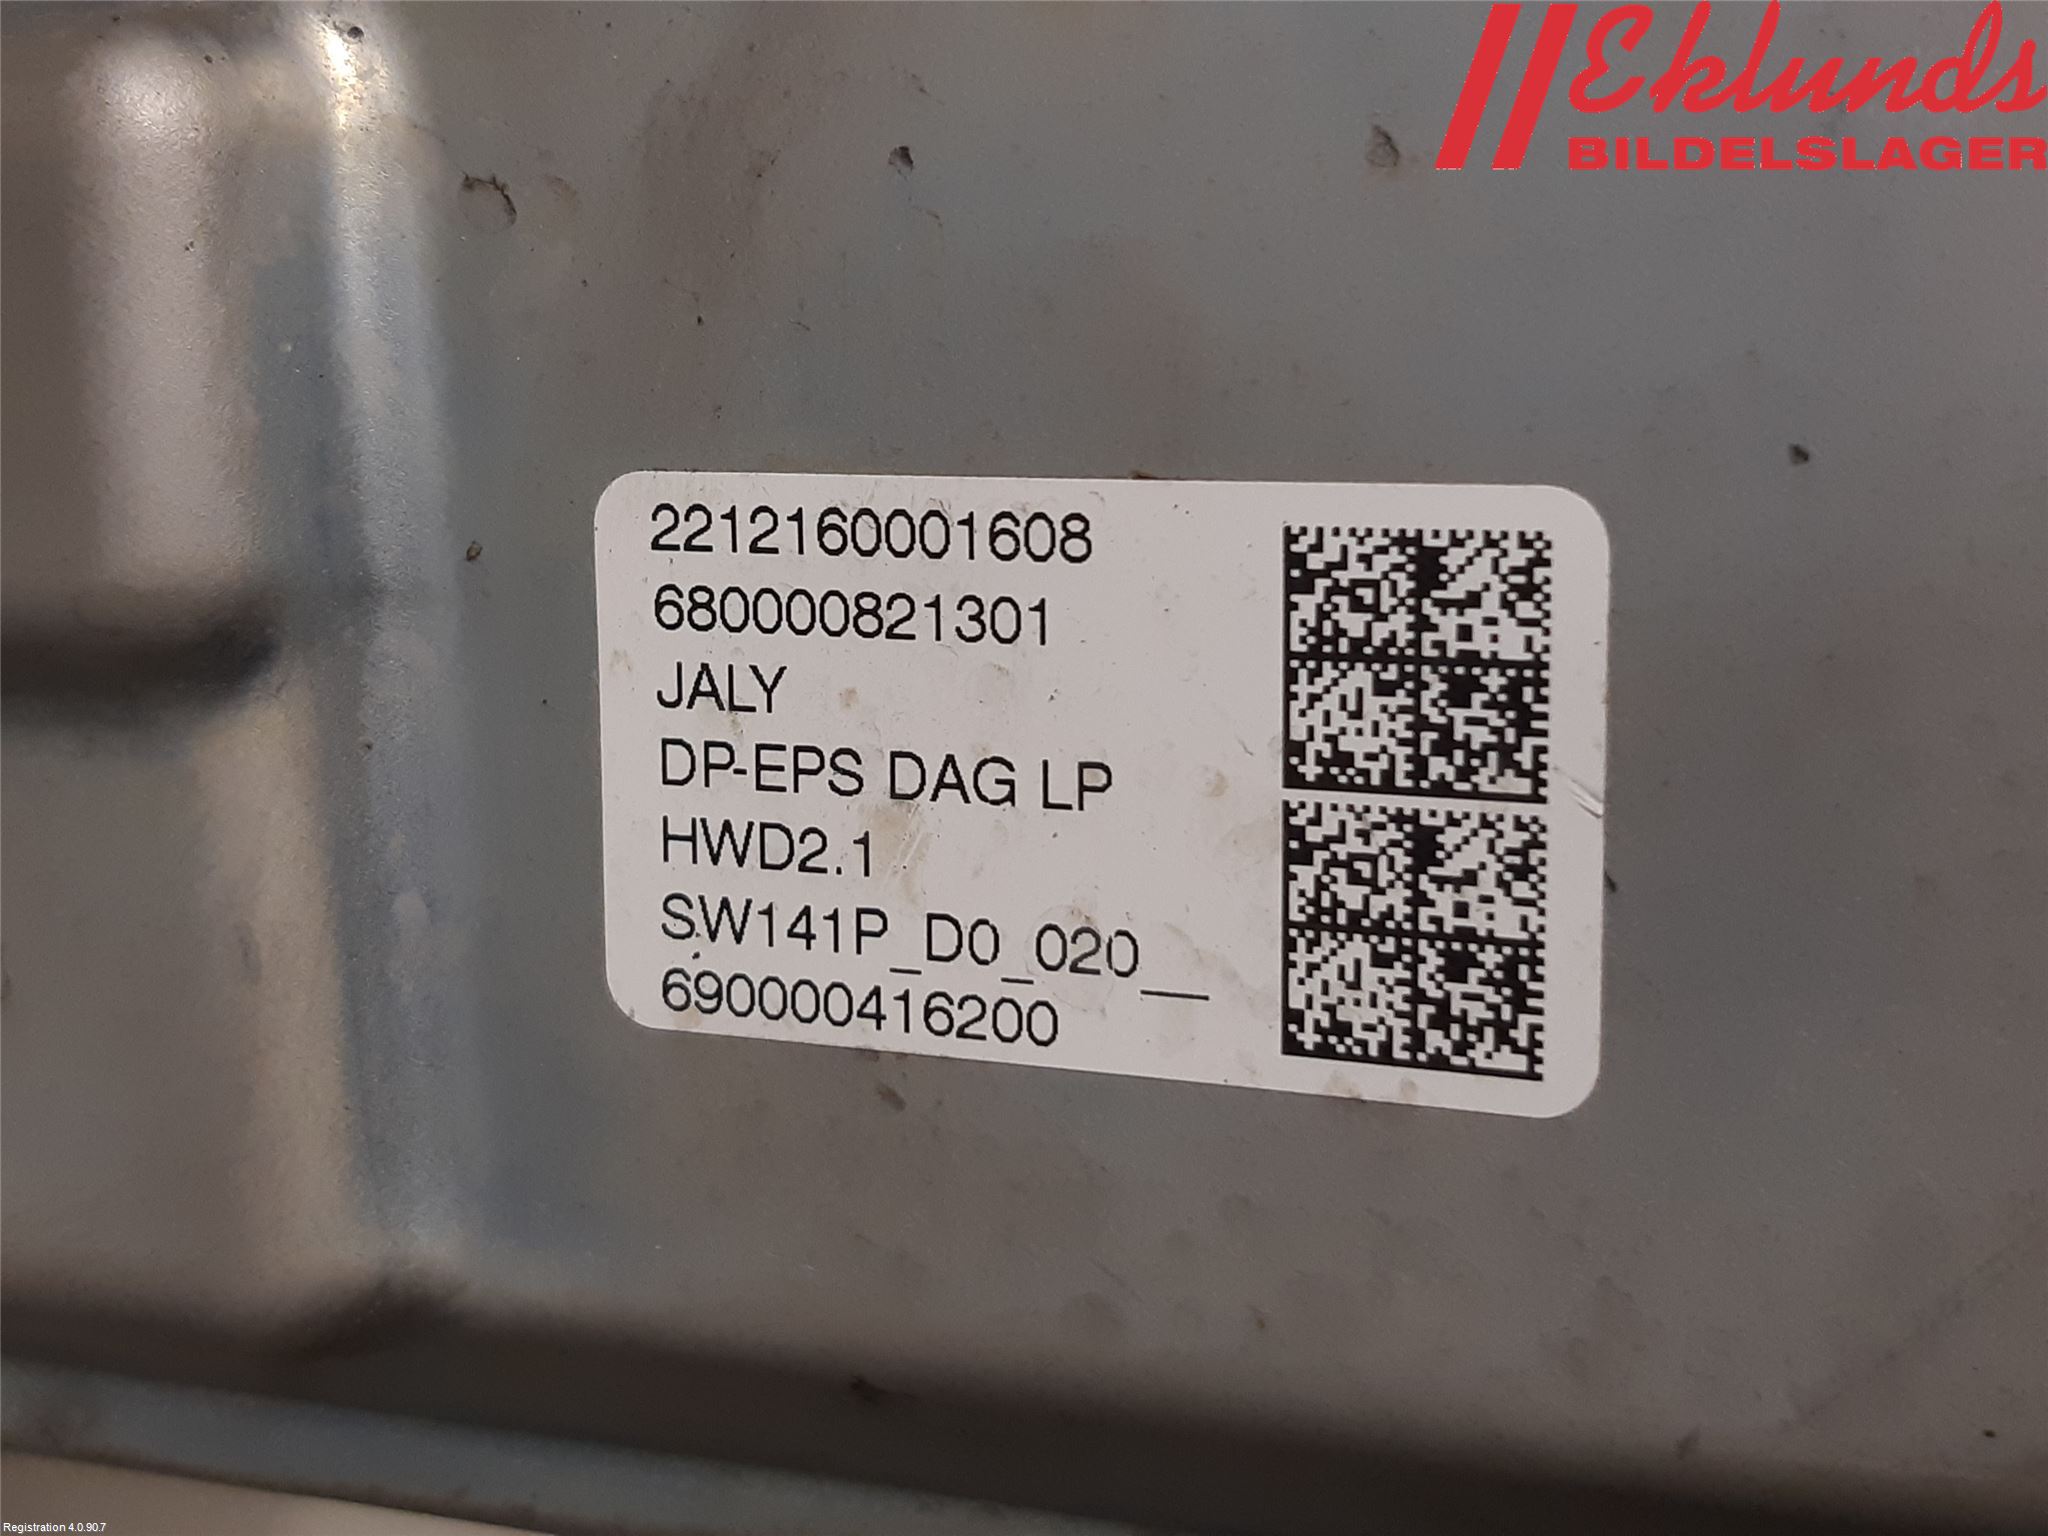 Eklunds
BILDELSLAGER
2212160001608
680000821301
JALY
DP-EPS DAG LP
HWD2.1
SW141P_D0_020__
690000416200
Registration 4.0.90.7